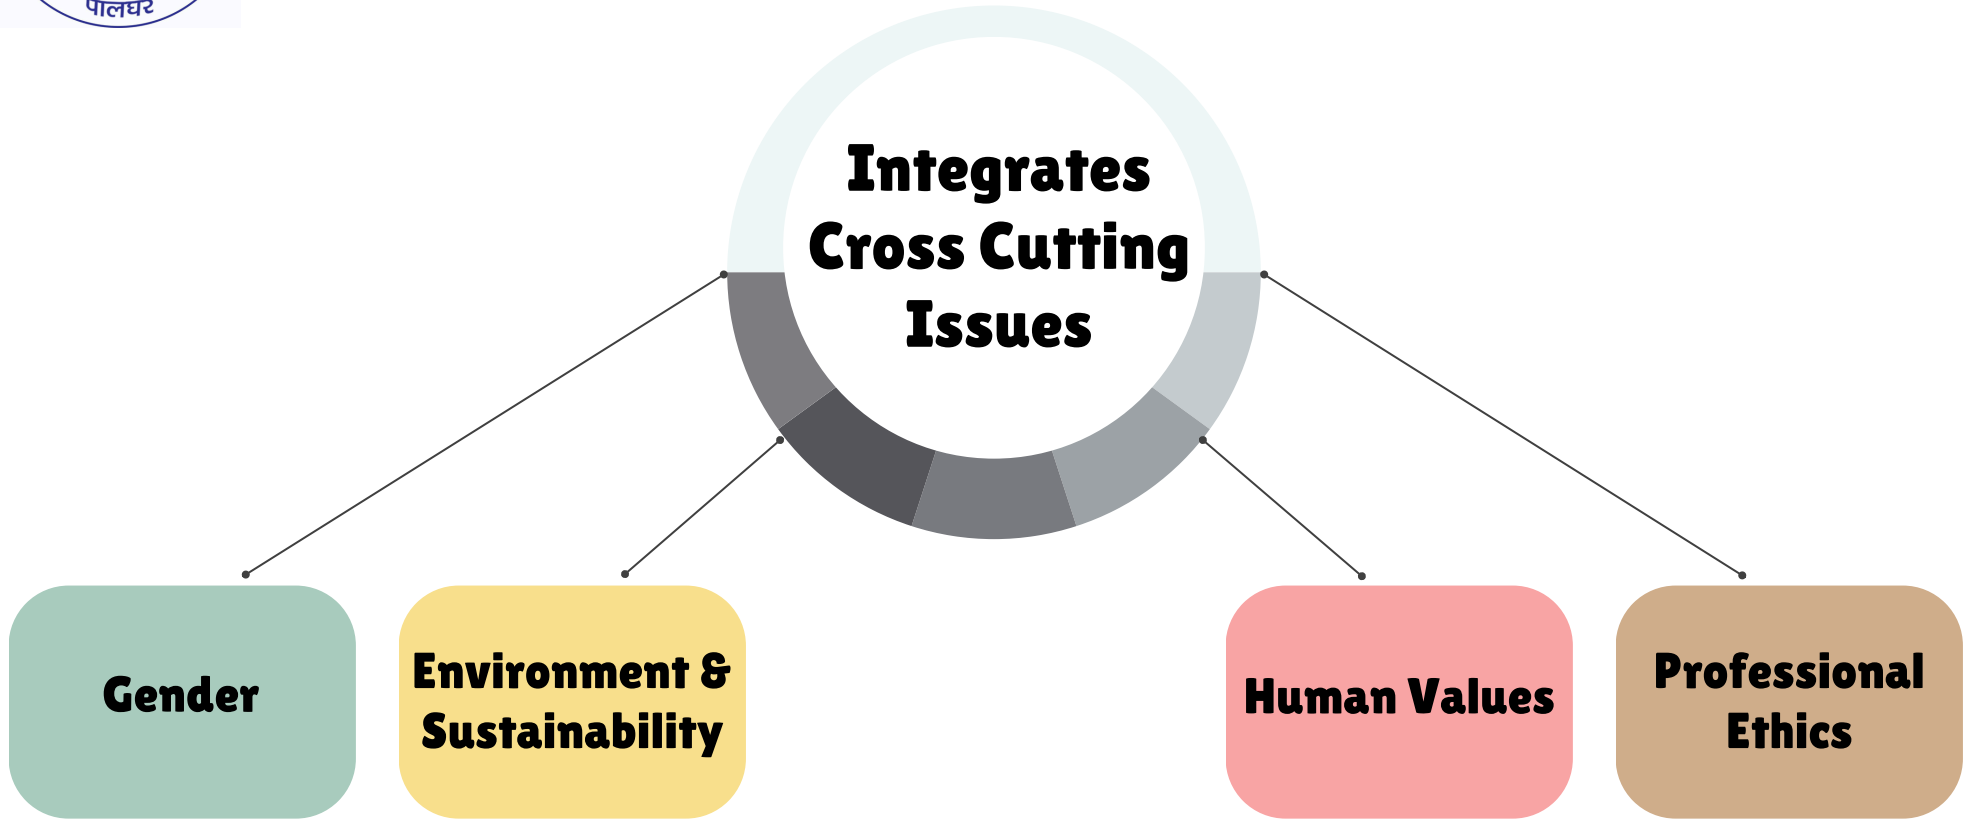 पालघर
Integrates
Cross Cutting
Issues
Gender
Environment &
Sustainability
Human Values
Professional
Ethics